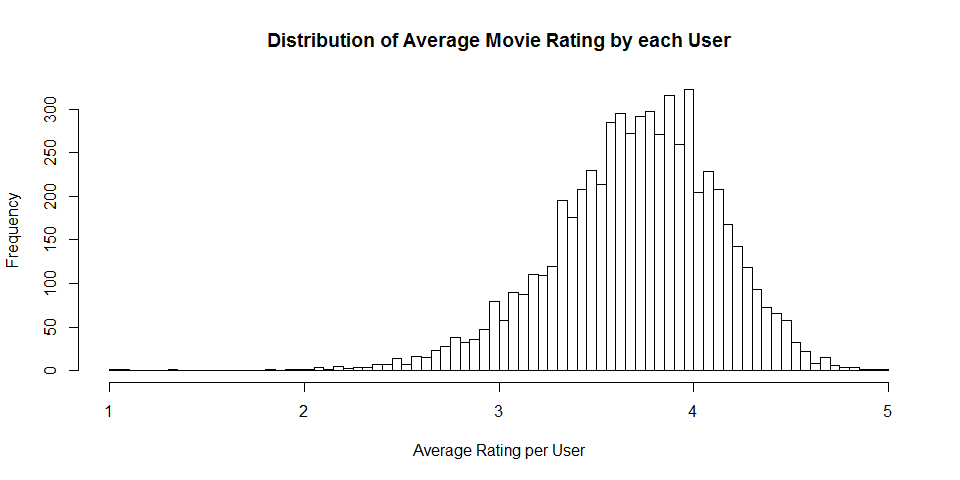 Distribution of Average Movie Rating by each User
Frequency
300
250
200
150
100
50
0
1 2 3 4 5
Average Rating per User